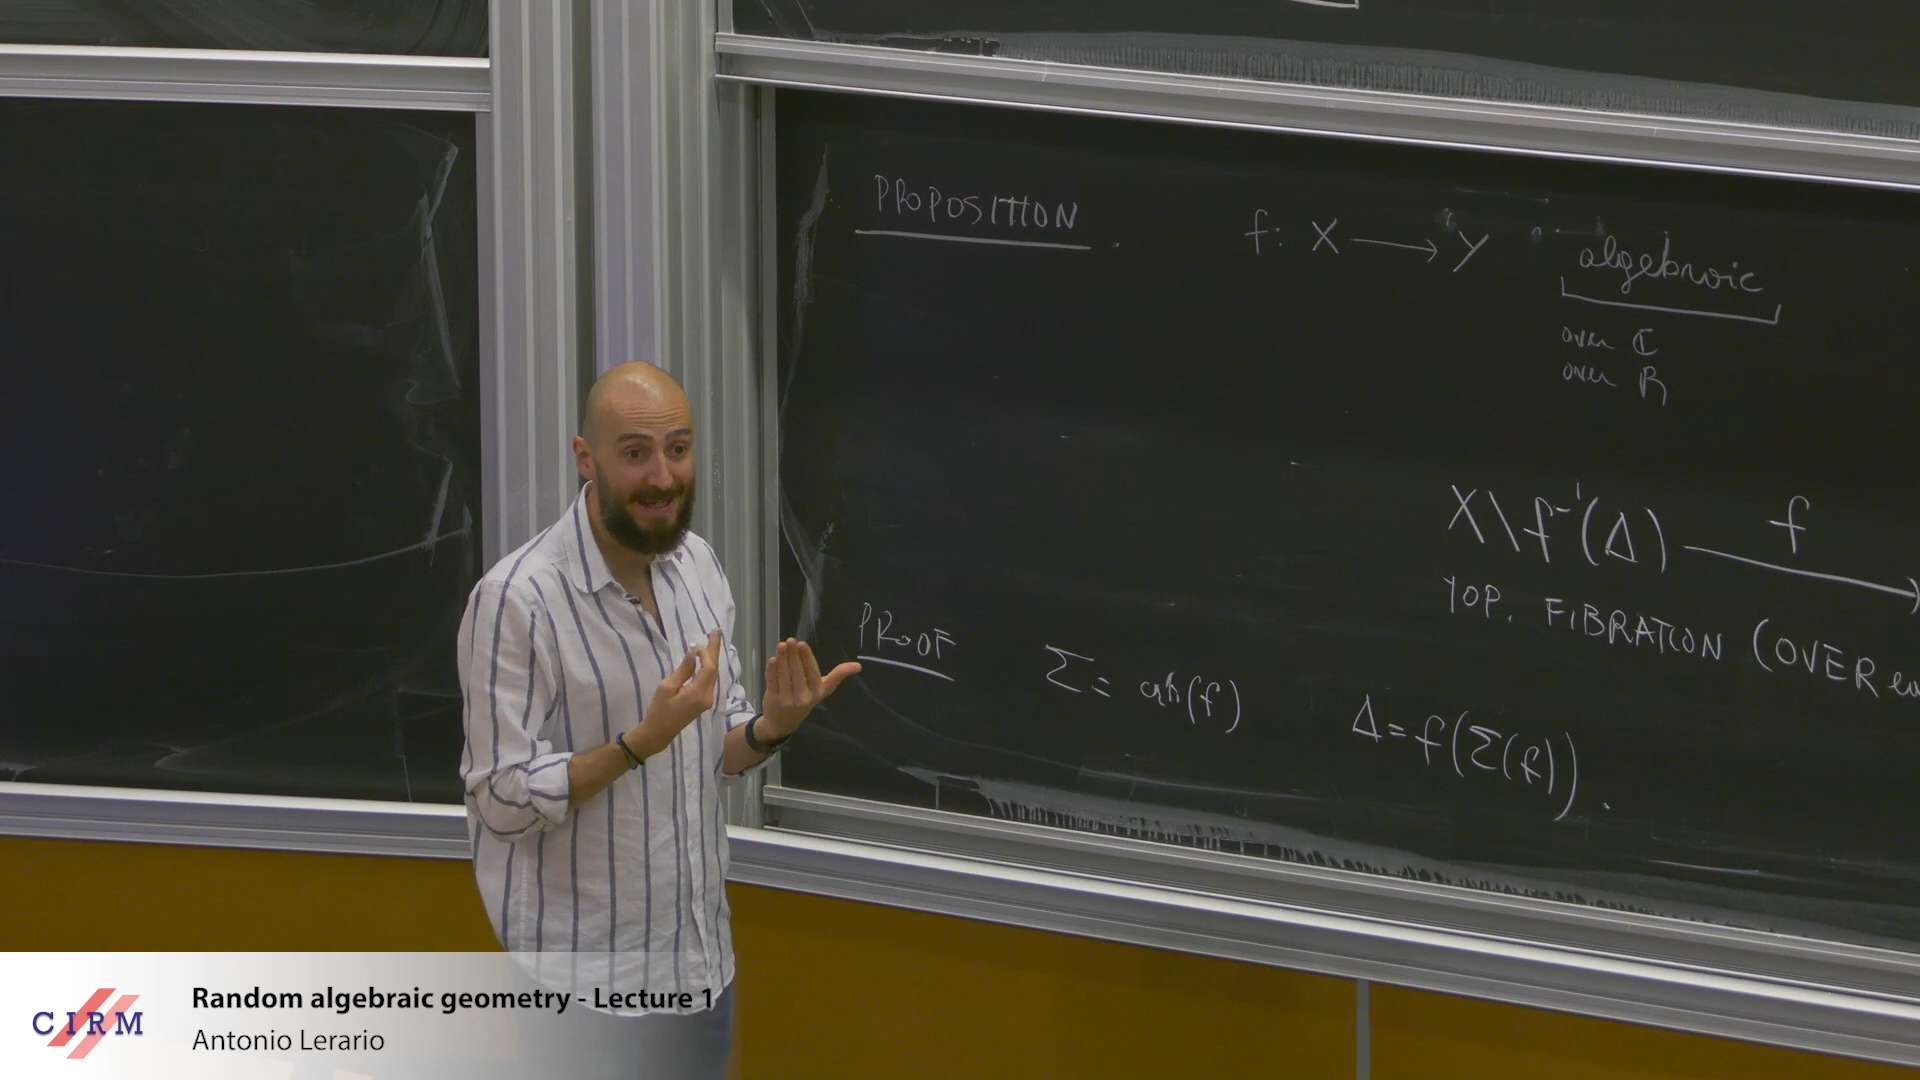 PROPOSITION. f: X ⟶ Y algebraic
over ℂ
over ℝ
X \ f⁻¹(Δ) ⟶ f
TOP. FIBRATION (OVER
PROOF Σ = crit(f) Δ = f(Σ(f)).
CIRM
Random algebraic geometry - Lecture 1
Antonio Lerario